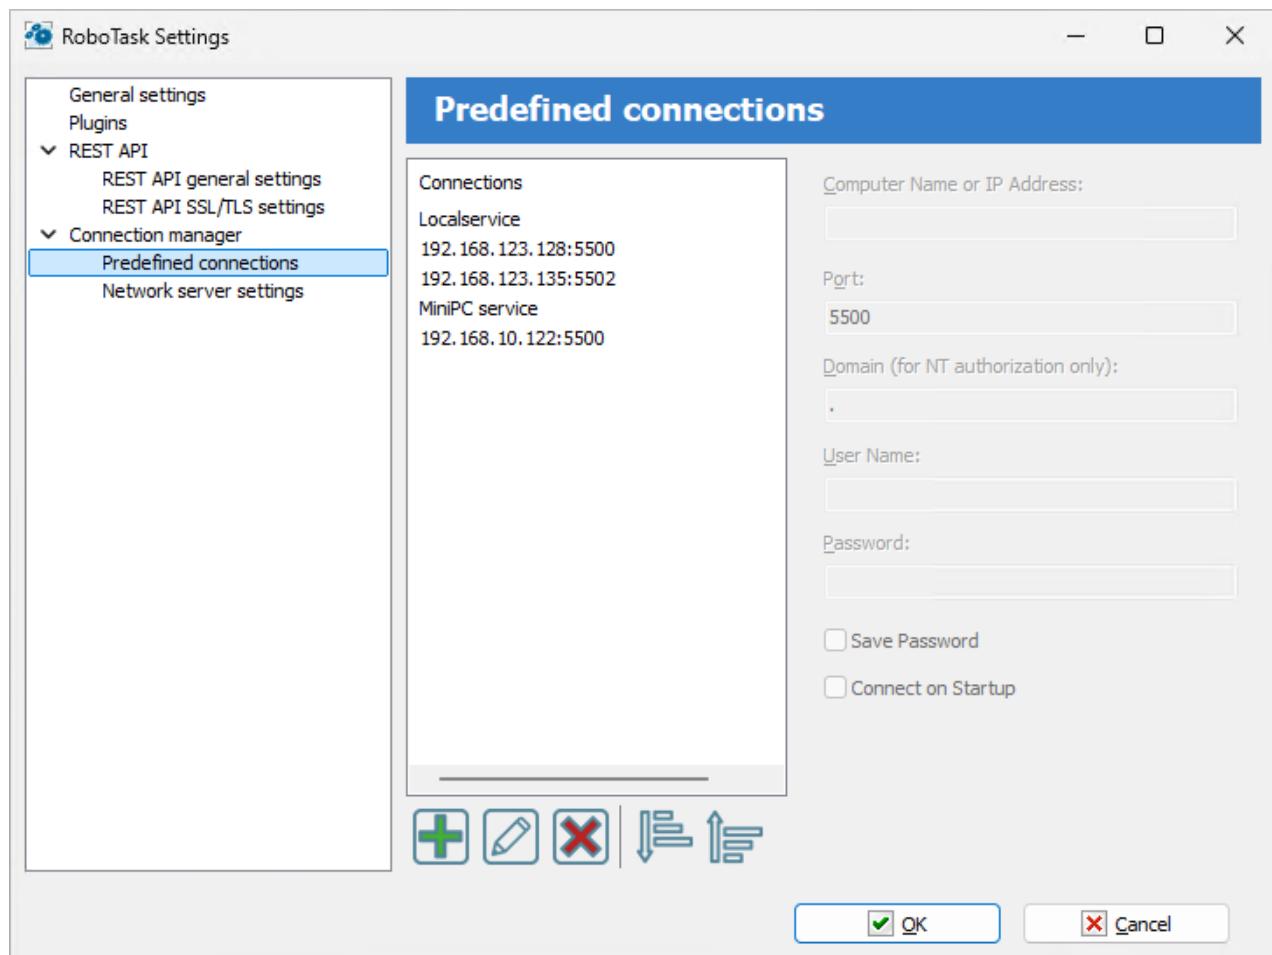 RoboTask Settings
General settings
Plugins
REST API
REST API general settings
REST API SSL/TLS settings
Connection manager
Predefined connections
Network server settings
Predefined connections
Connections
Localservice
192.168.123.128:5500
192.168.123.135:5502
MiniPC service
192.168.10.122:5500
Computer Name or IP Address:
Port:
5500
Domain (for NT authorization only):
.
User Name:
Password:
Save Password
Connect on Startup
OK
Cancel